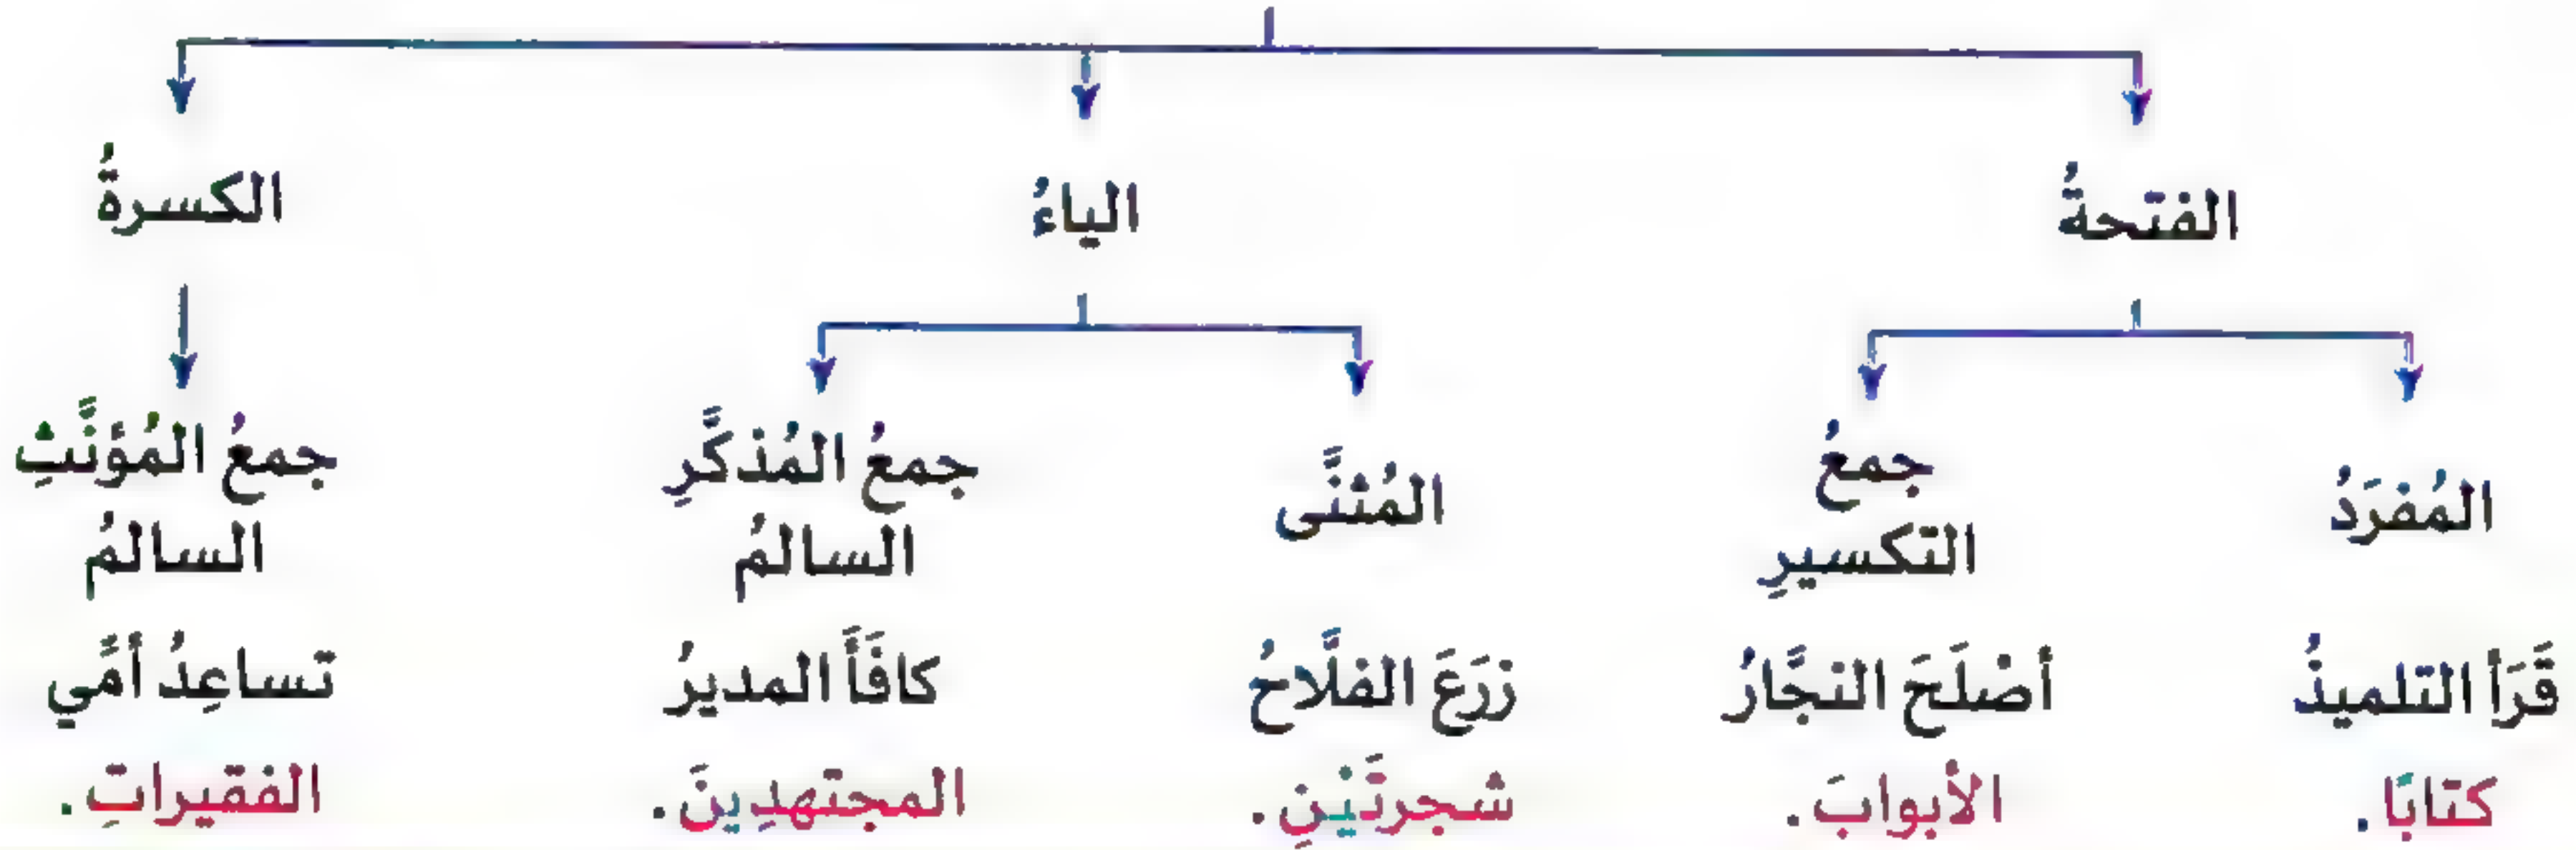 الفتحةُ
الياءُ
الكسرةُ
المُفرَدُ
جمعُ
التكسيرِ
المُثنَّى
جمعُ المُذكَّرِ
السالمُ
جمعُ المُؤنَّثِ
السالمُ
قَرَأ التلميذُ
كتابًا.
أصْلَحَ النجَّارُ
الأبوابَ.
زرَعَ الفلَّاحُ
شجرتَيْنِ.
كافَأَ المديرُ
المجتهدِينَ.
تساعِدُ أمِّي
الفقيراتِ.